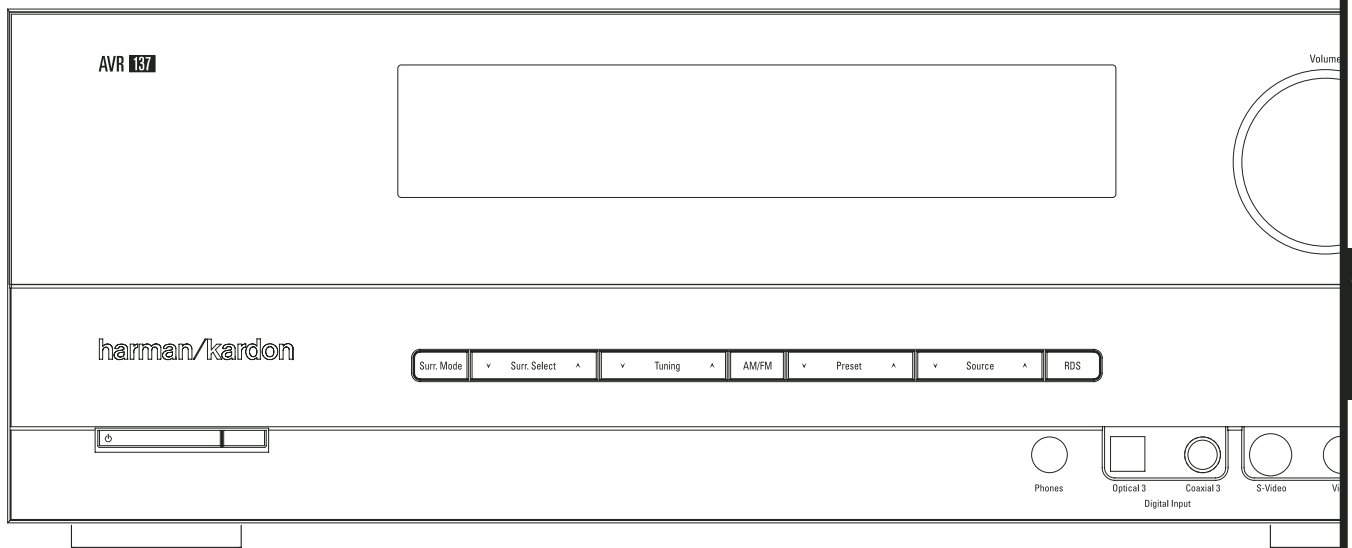 AVR 137
Volume
harman/kardon
Surr. Mode ˅ Surr. Select ˄ ˅ Tuning ˄ AM/FM ˅ Preset ˄ ˅ Source ˄ RDS
Phones
Optical 3
Coaxial 3
S-Video
Digital Input